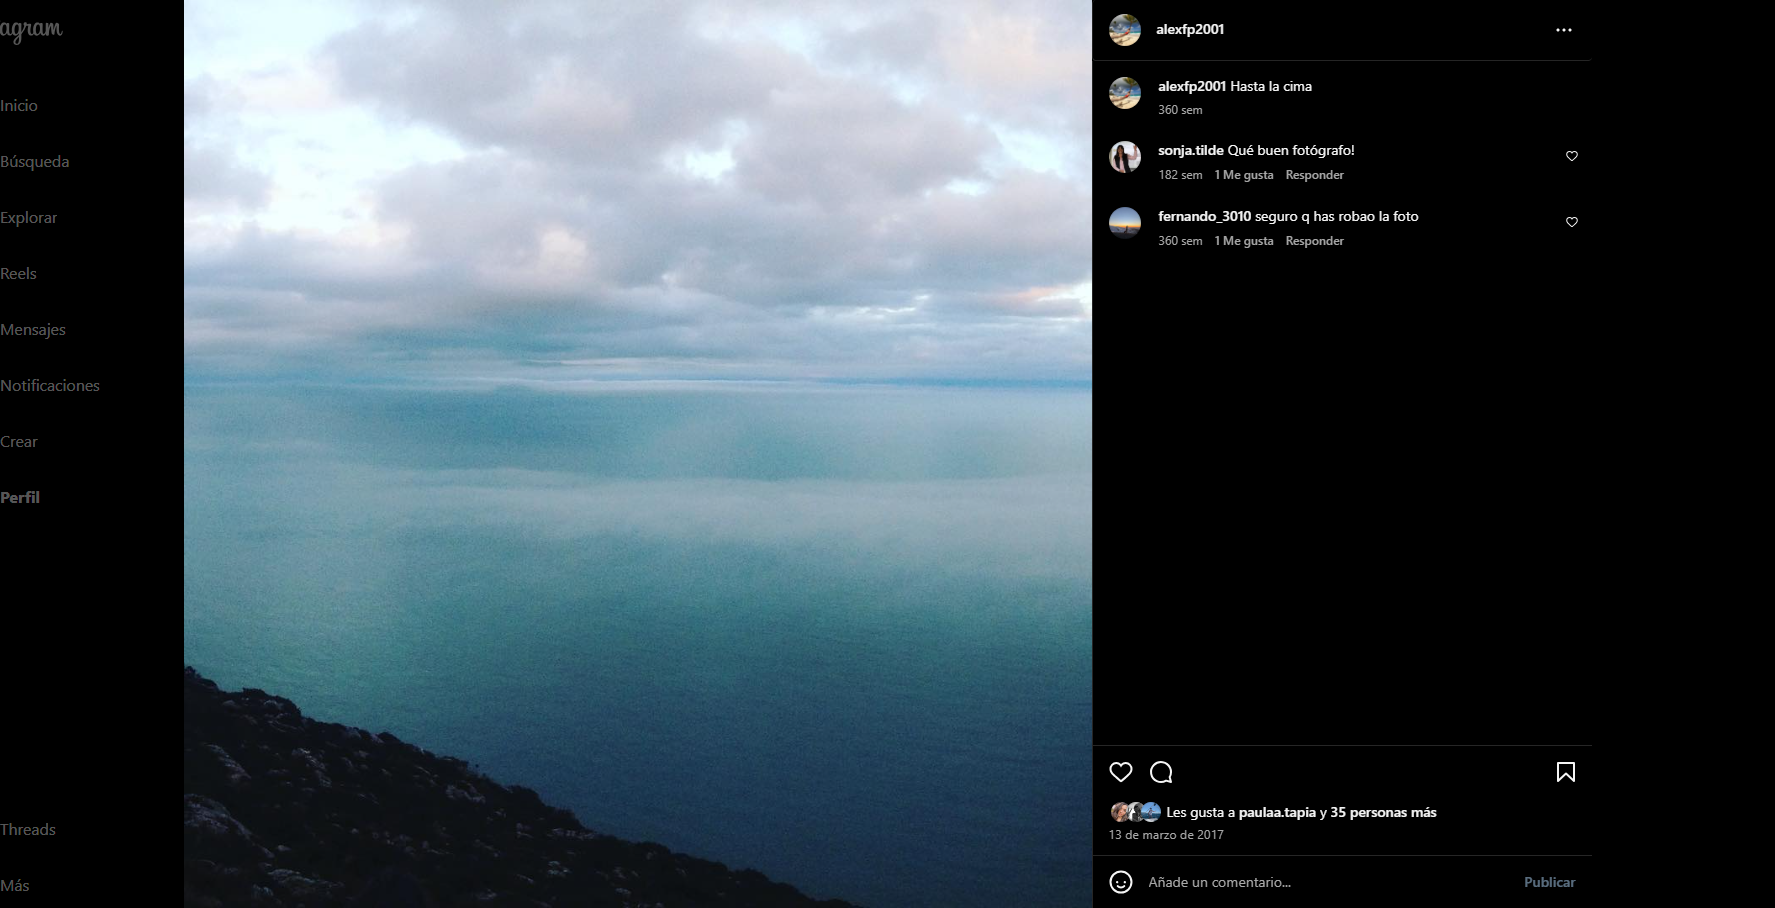 agram
Inicio
Búsqueda
Explorar
Reels
Mensajes
Notificaciones
Crear
Perfil
Threads
Más
alexfp2001
alexfp2001 Hasta la cima
360 sem
sonja.tilde Qué buen fotógrafo!
182 sem 1 Me gusta Responder
fernando_3010 seguro q has robao la foto
360 sem 1 Me gusta Responder
Les gusta a paulaa.tapia y 35 personas más
13 de marzo de 2017
Añade un comentario...
Publicar